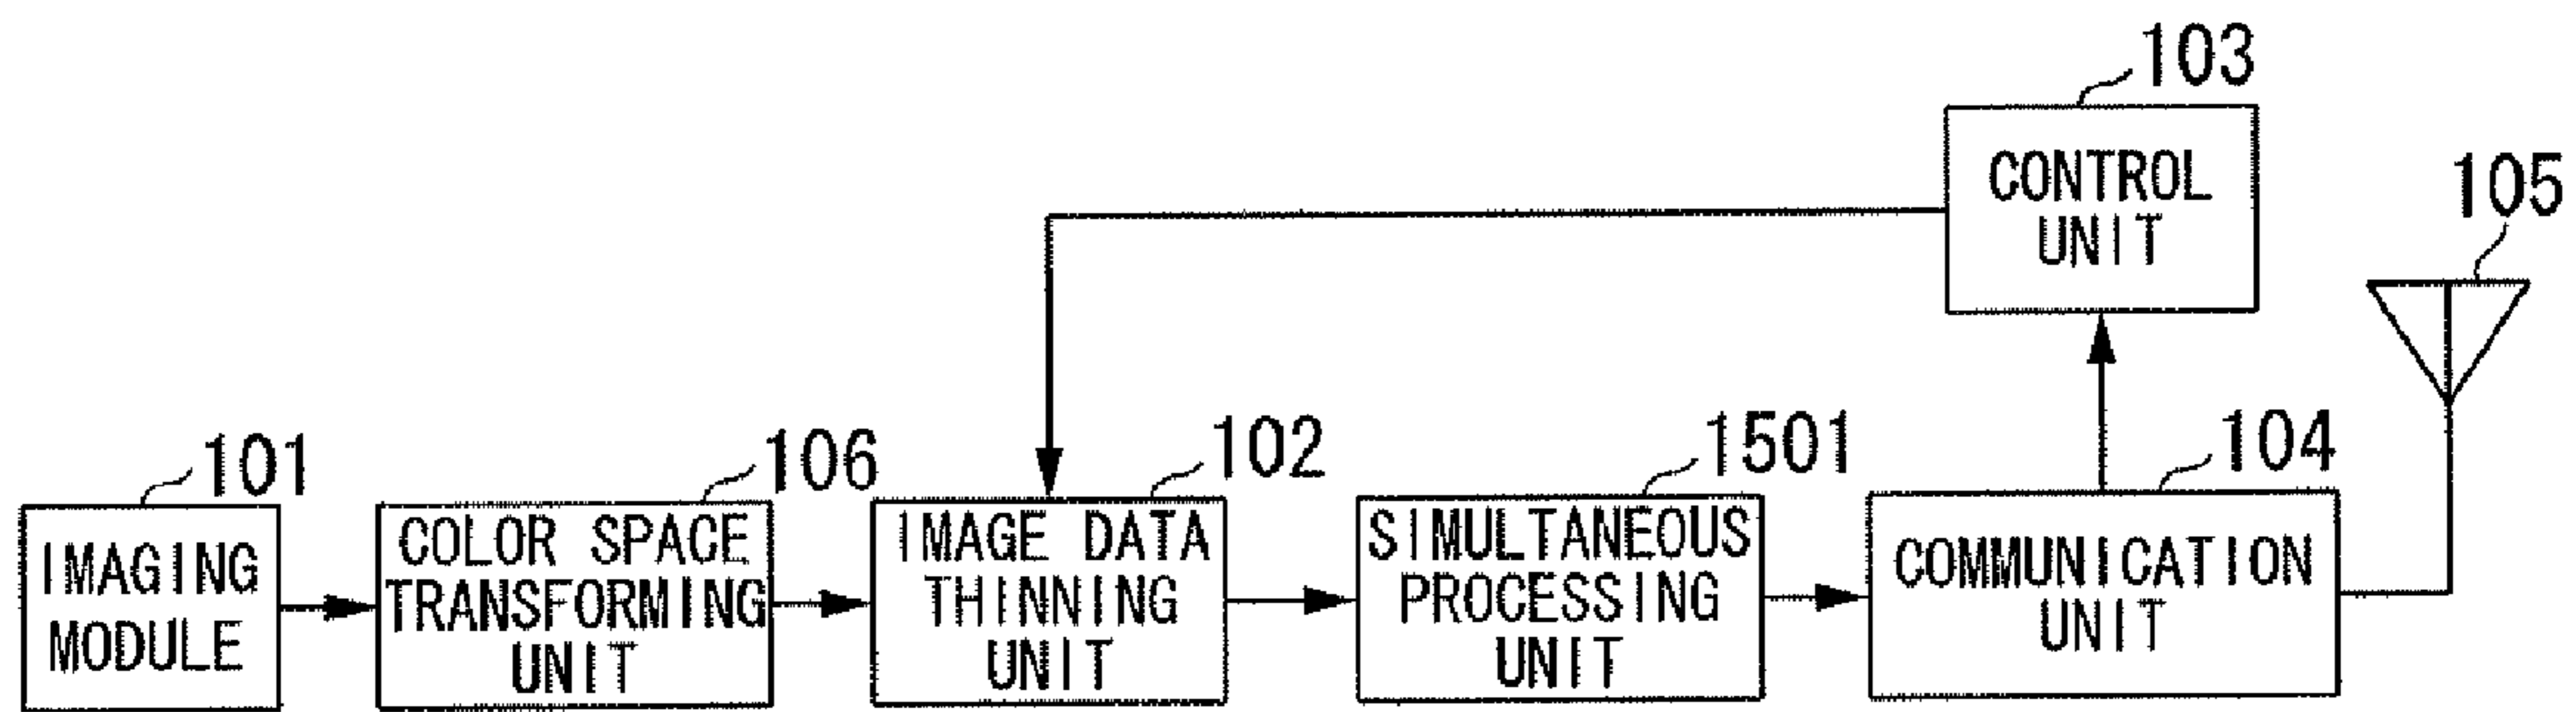 103
CONTROL
UNIT
105
101
IMAGING
MODULE
106
COLOR SPACE
TRANSFORMING
UNIT
102
IMAGE DATA
THINNING
UNIT
1501
SIMULTANEOUS
PROCESSING
UNIT
104
COMMUNICATION
UNIT